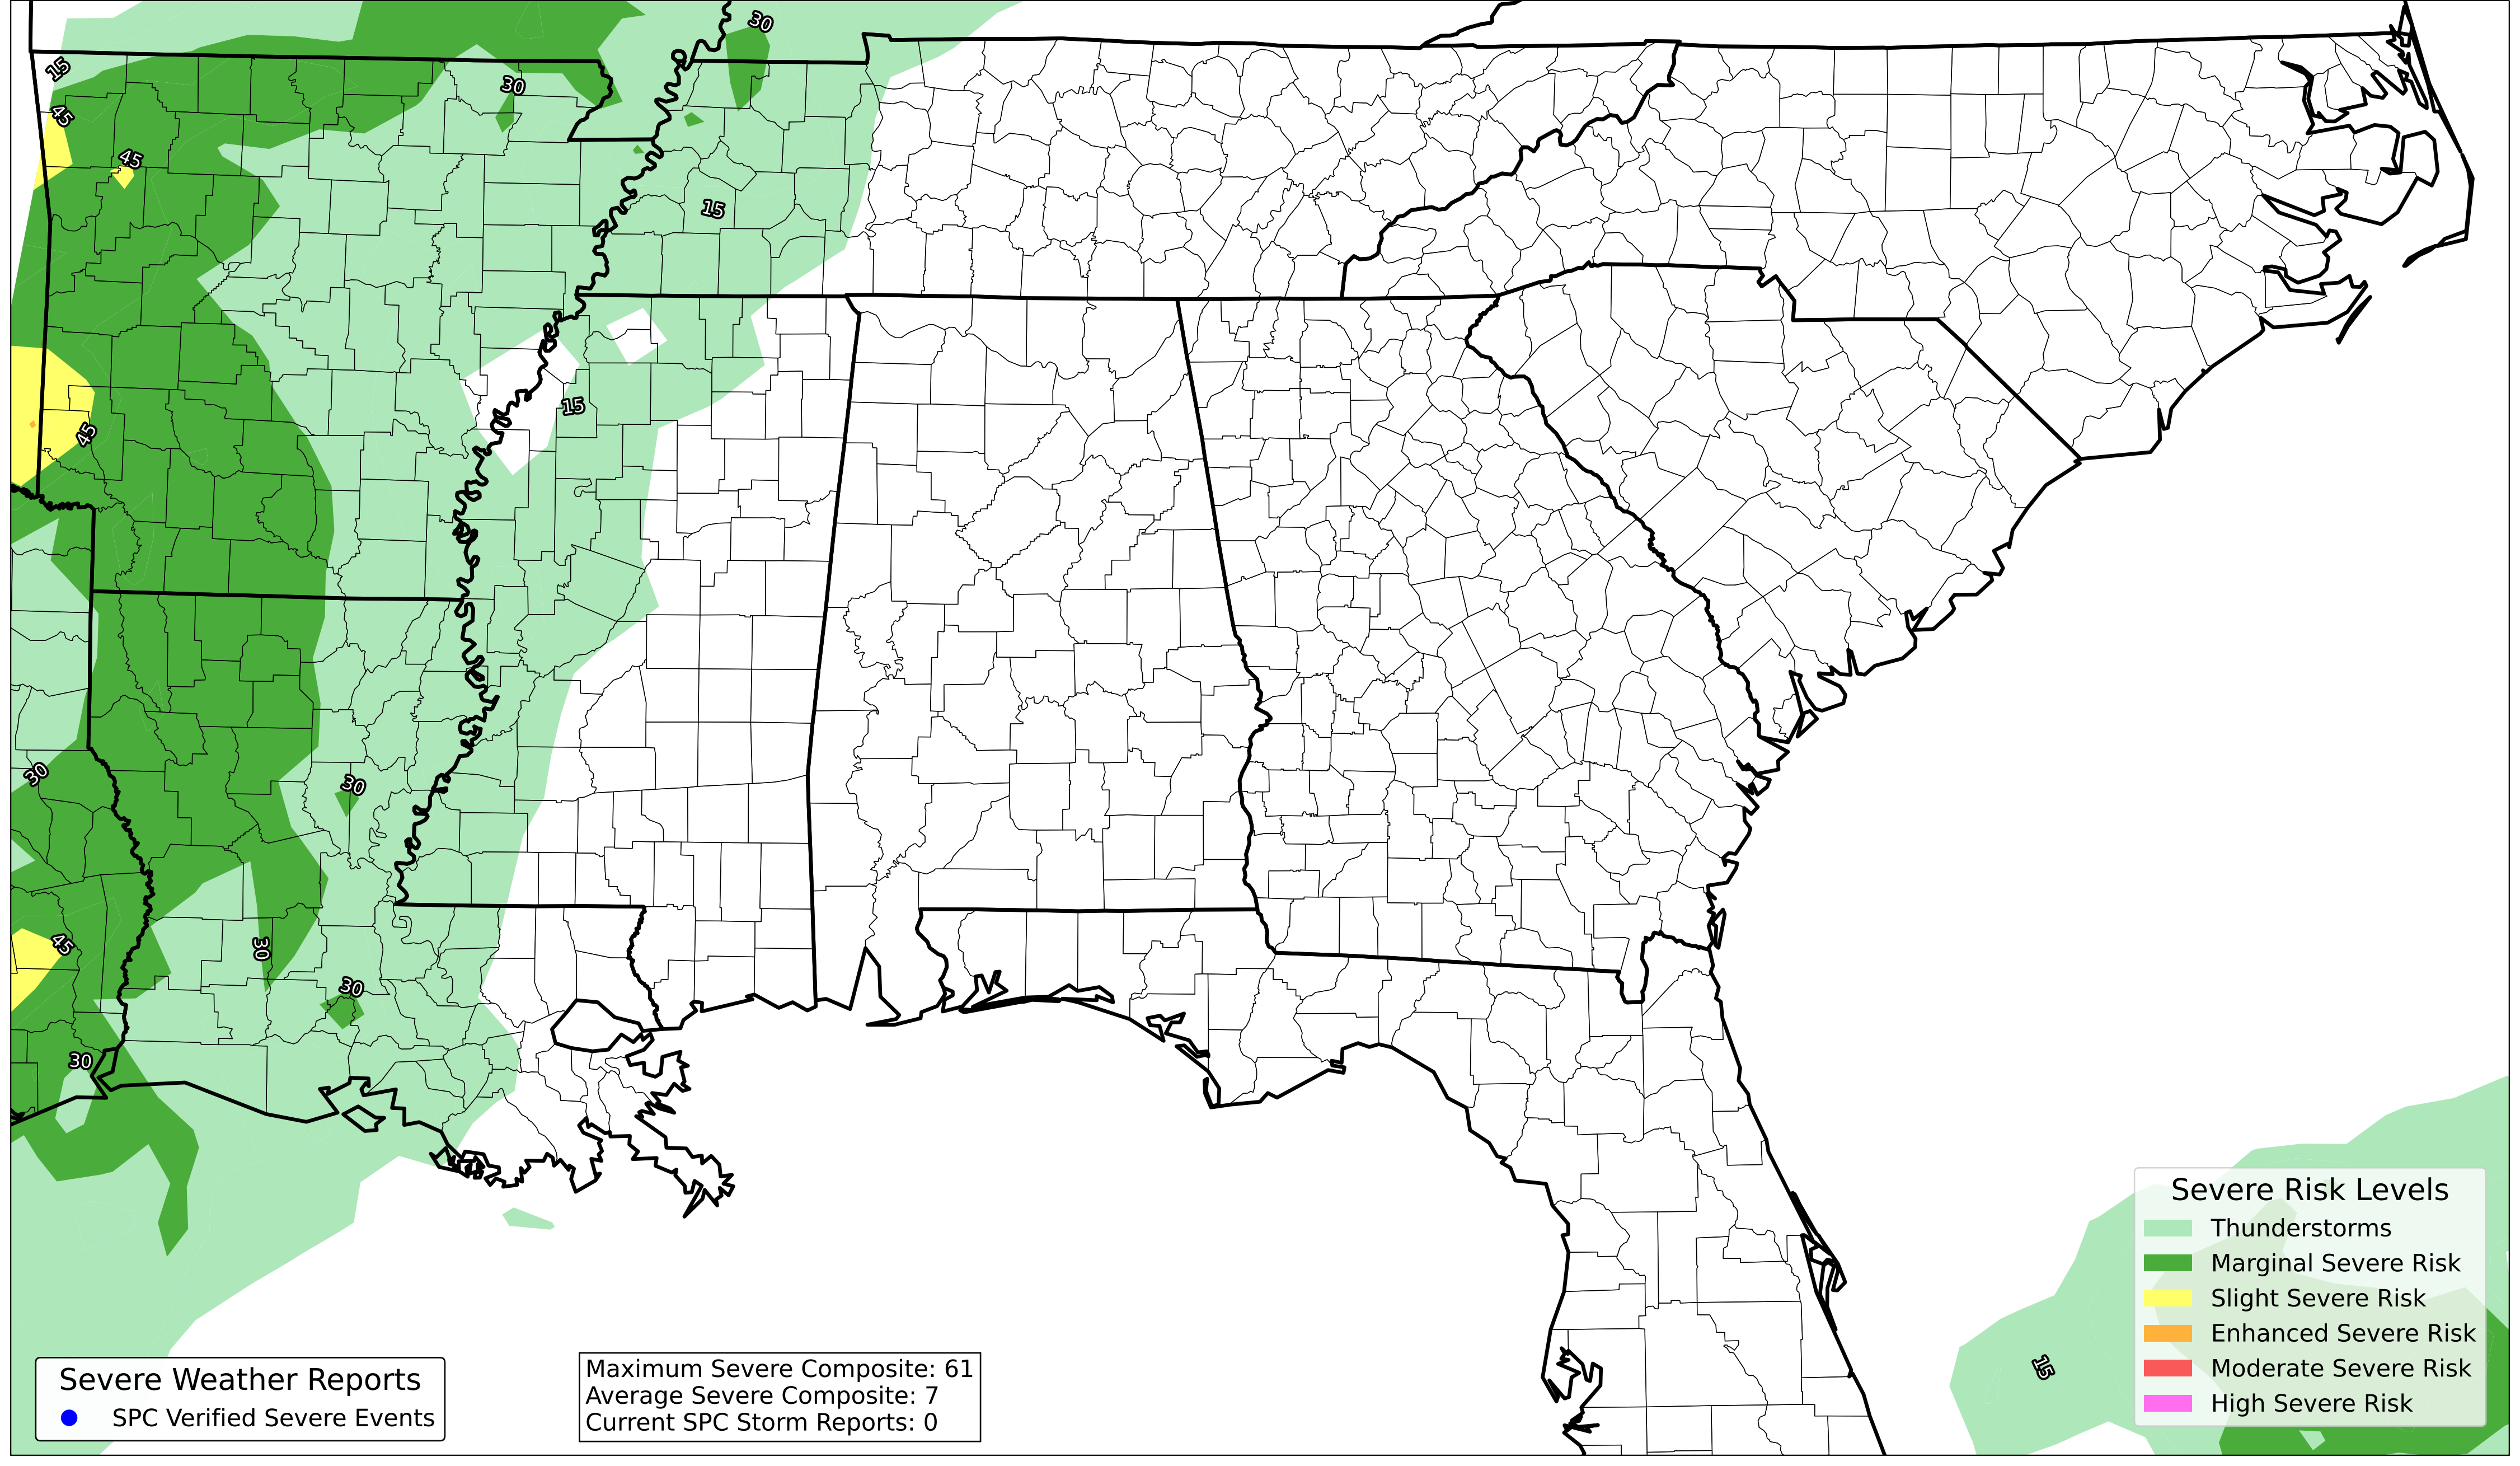 30
15
30
45
45
15
15
45
30
30
45
30
30
30
15
Severe Risk Levels
Thunderstorms
Marginal Severe Risk
Slight Severe Risk
Enhanced Severe Risk
Moderate Severe Risk
High Severe Risk
Severe Weather Reports
SPC Verified Severe Events
Maximum Severe Composite: 61
Average Severe Composite: 7
Current SPC Storm Reports: 0